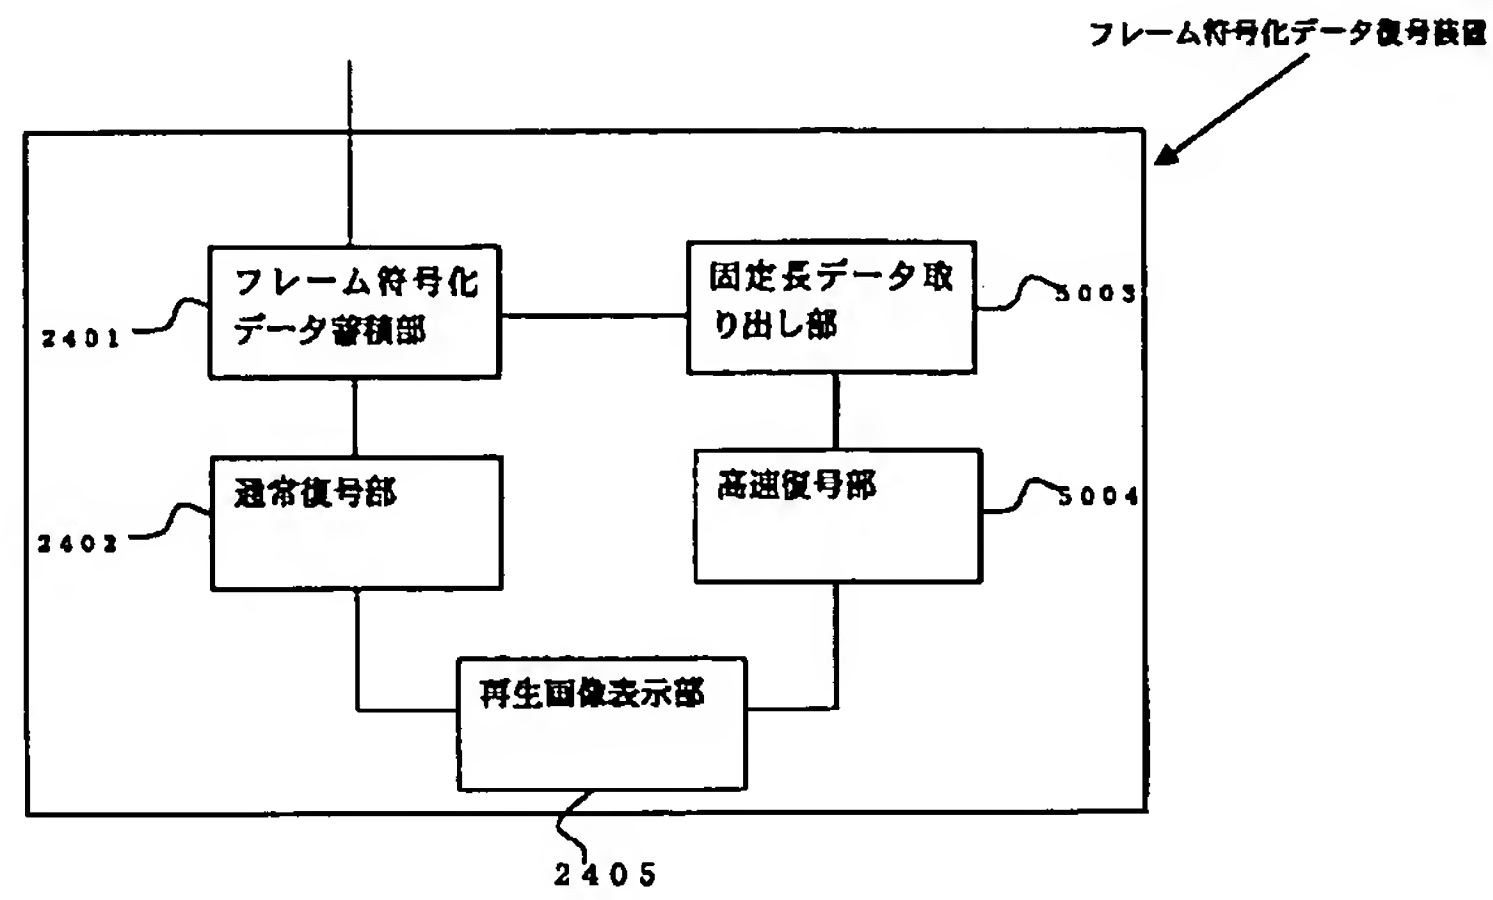 フレーム符号化データ復号装置
フレーム符号化
データ蓄積部
2401
固定長データ取
り出し部
5003
通常復号部
2402
高速復号部
5004
再生画像表示部
2405